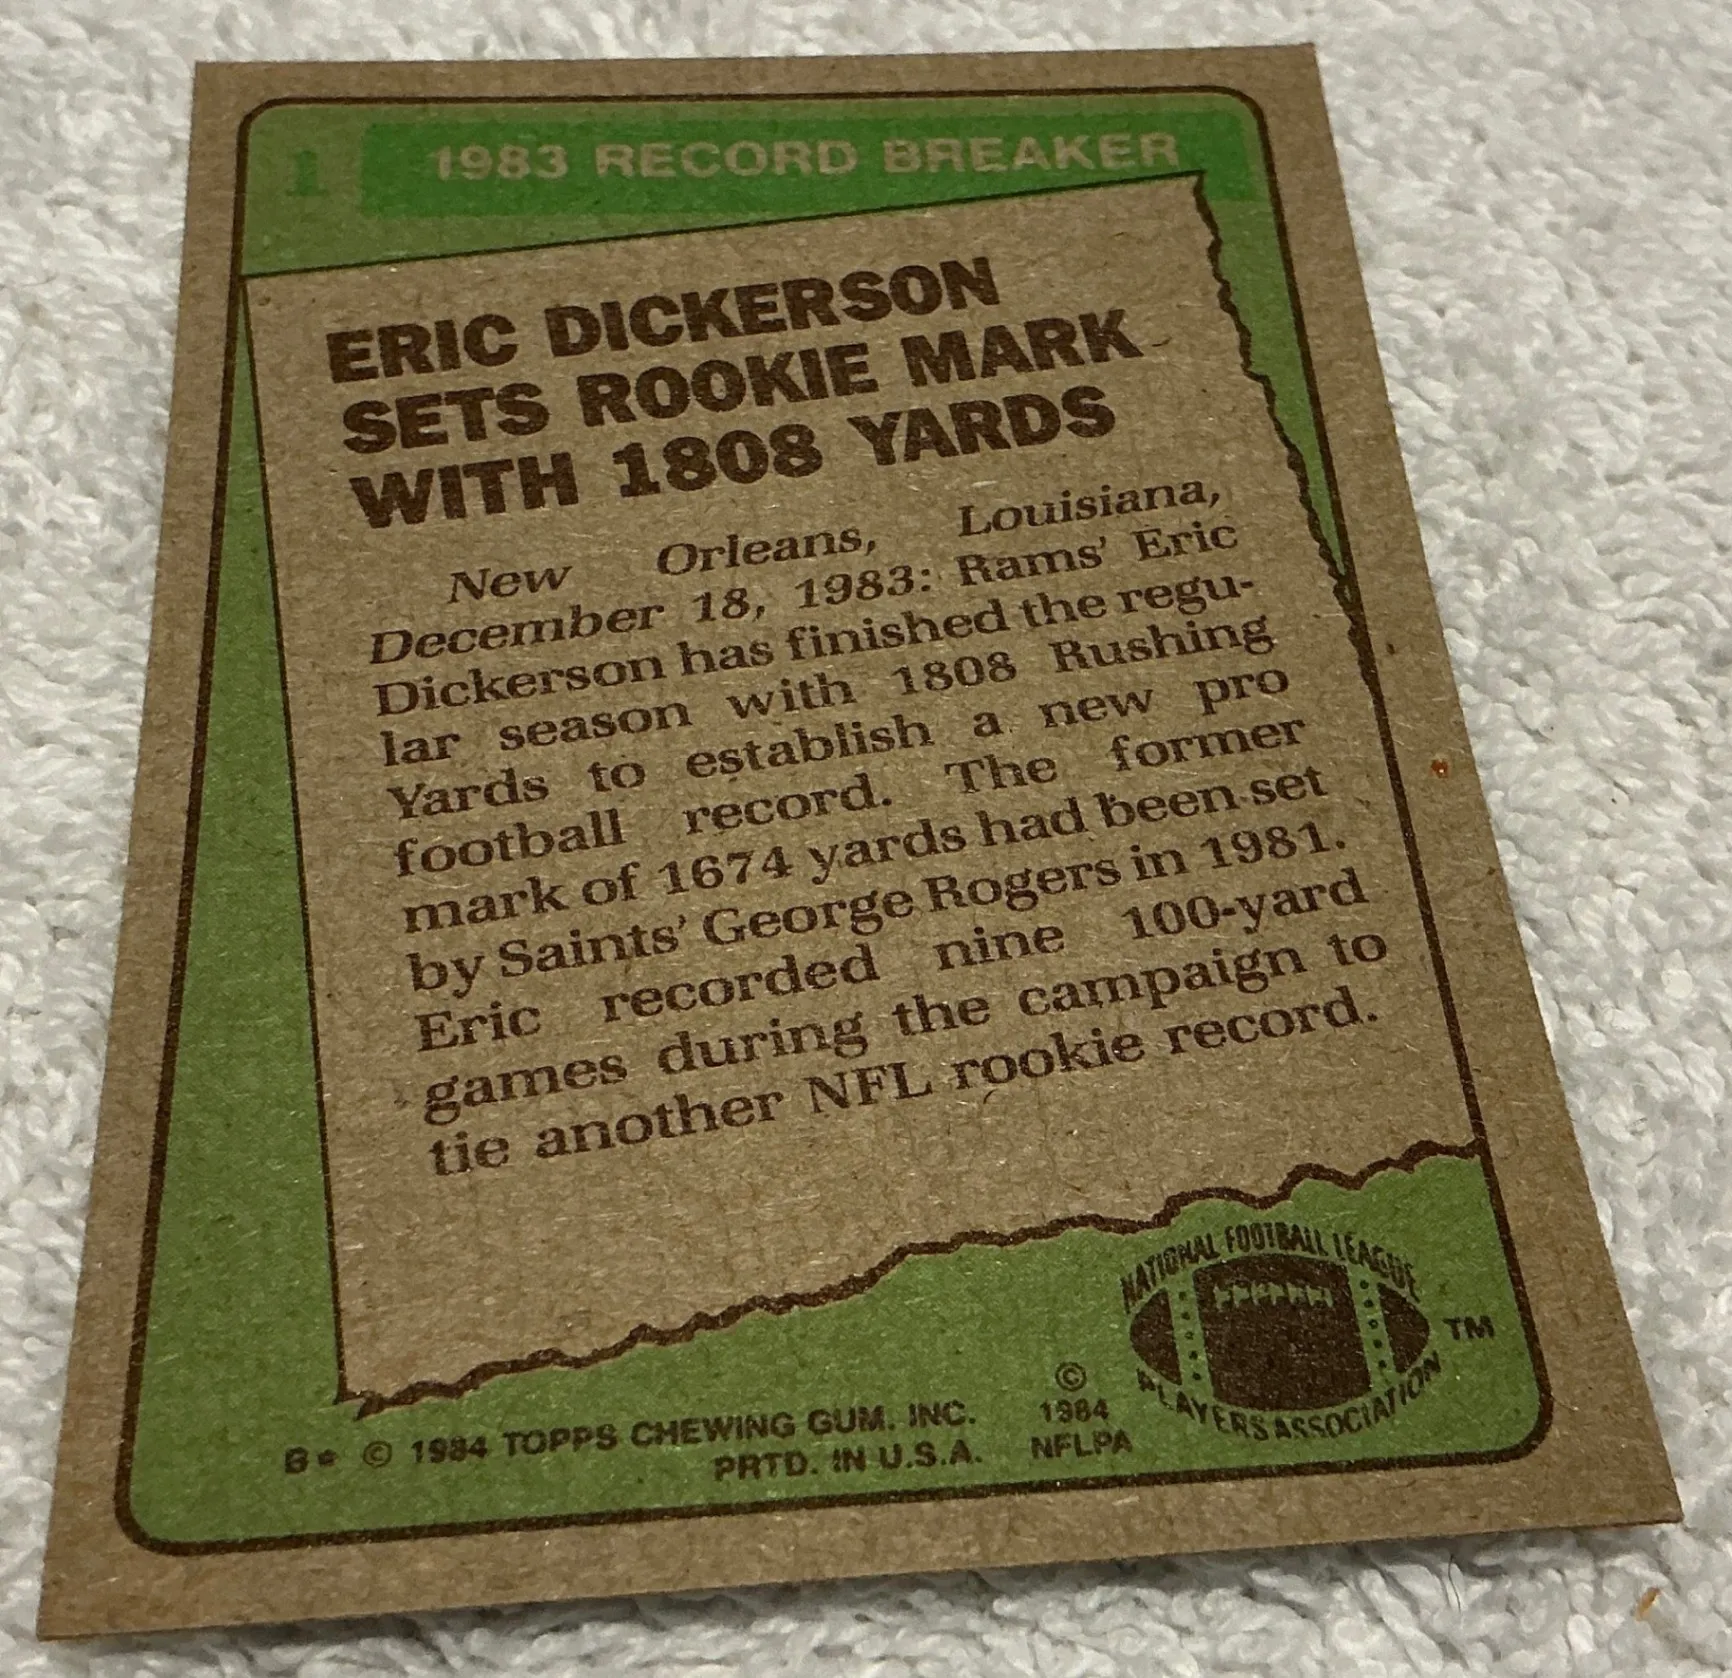 1 1983 RECORD BREAKER
ERIC DICKERSON
SETS ROOKIE MARK
WITH 1808 YARDS
New Orleans, Louisiana,
December 18, 1983: Rams' Eric
Dickerson has finished the regu-
lar season with 1808 Rushing
Yards to establish a new pro
football record. The former
mark of 1674 yards had been set
by Saints' George Rogers in 1981.
Eric recorded nine 100-yard
games during the campaign to
tie another NFL rookie record.
NATIONAL FOOTBALL LEAGUE
PLAYERS ASSOCIATION
TM
B* © 1984 TOPPS CHEWING GUM, INC.
PRTD. IN U.S.A.
©
1984
NFLPA